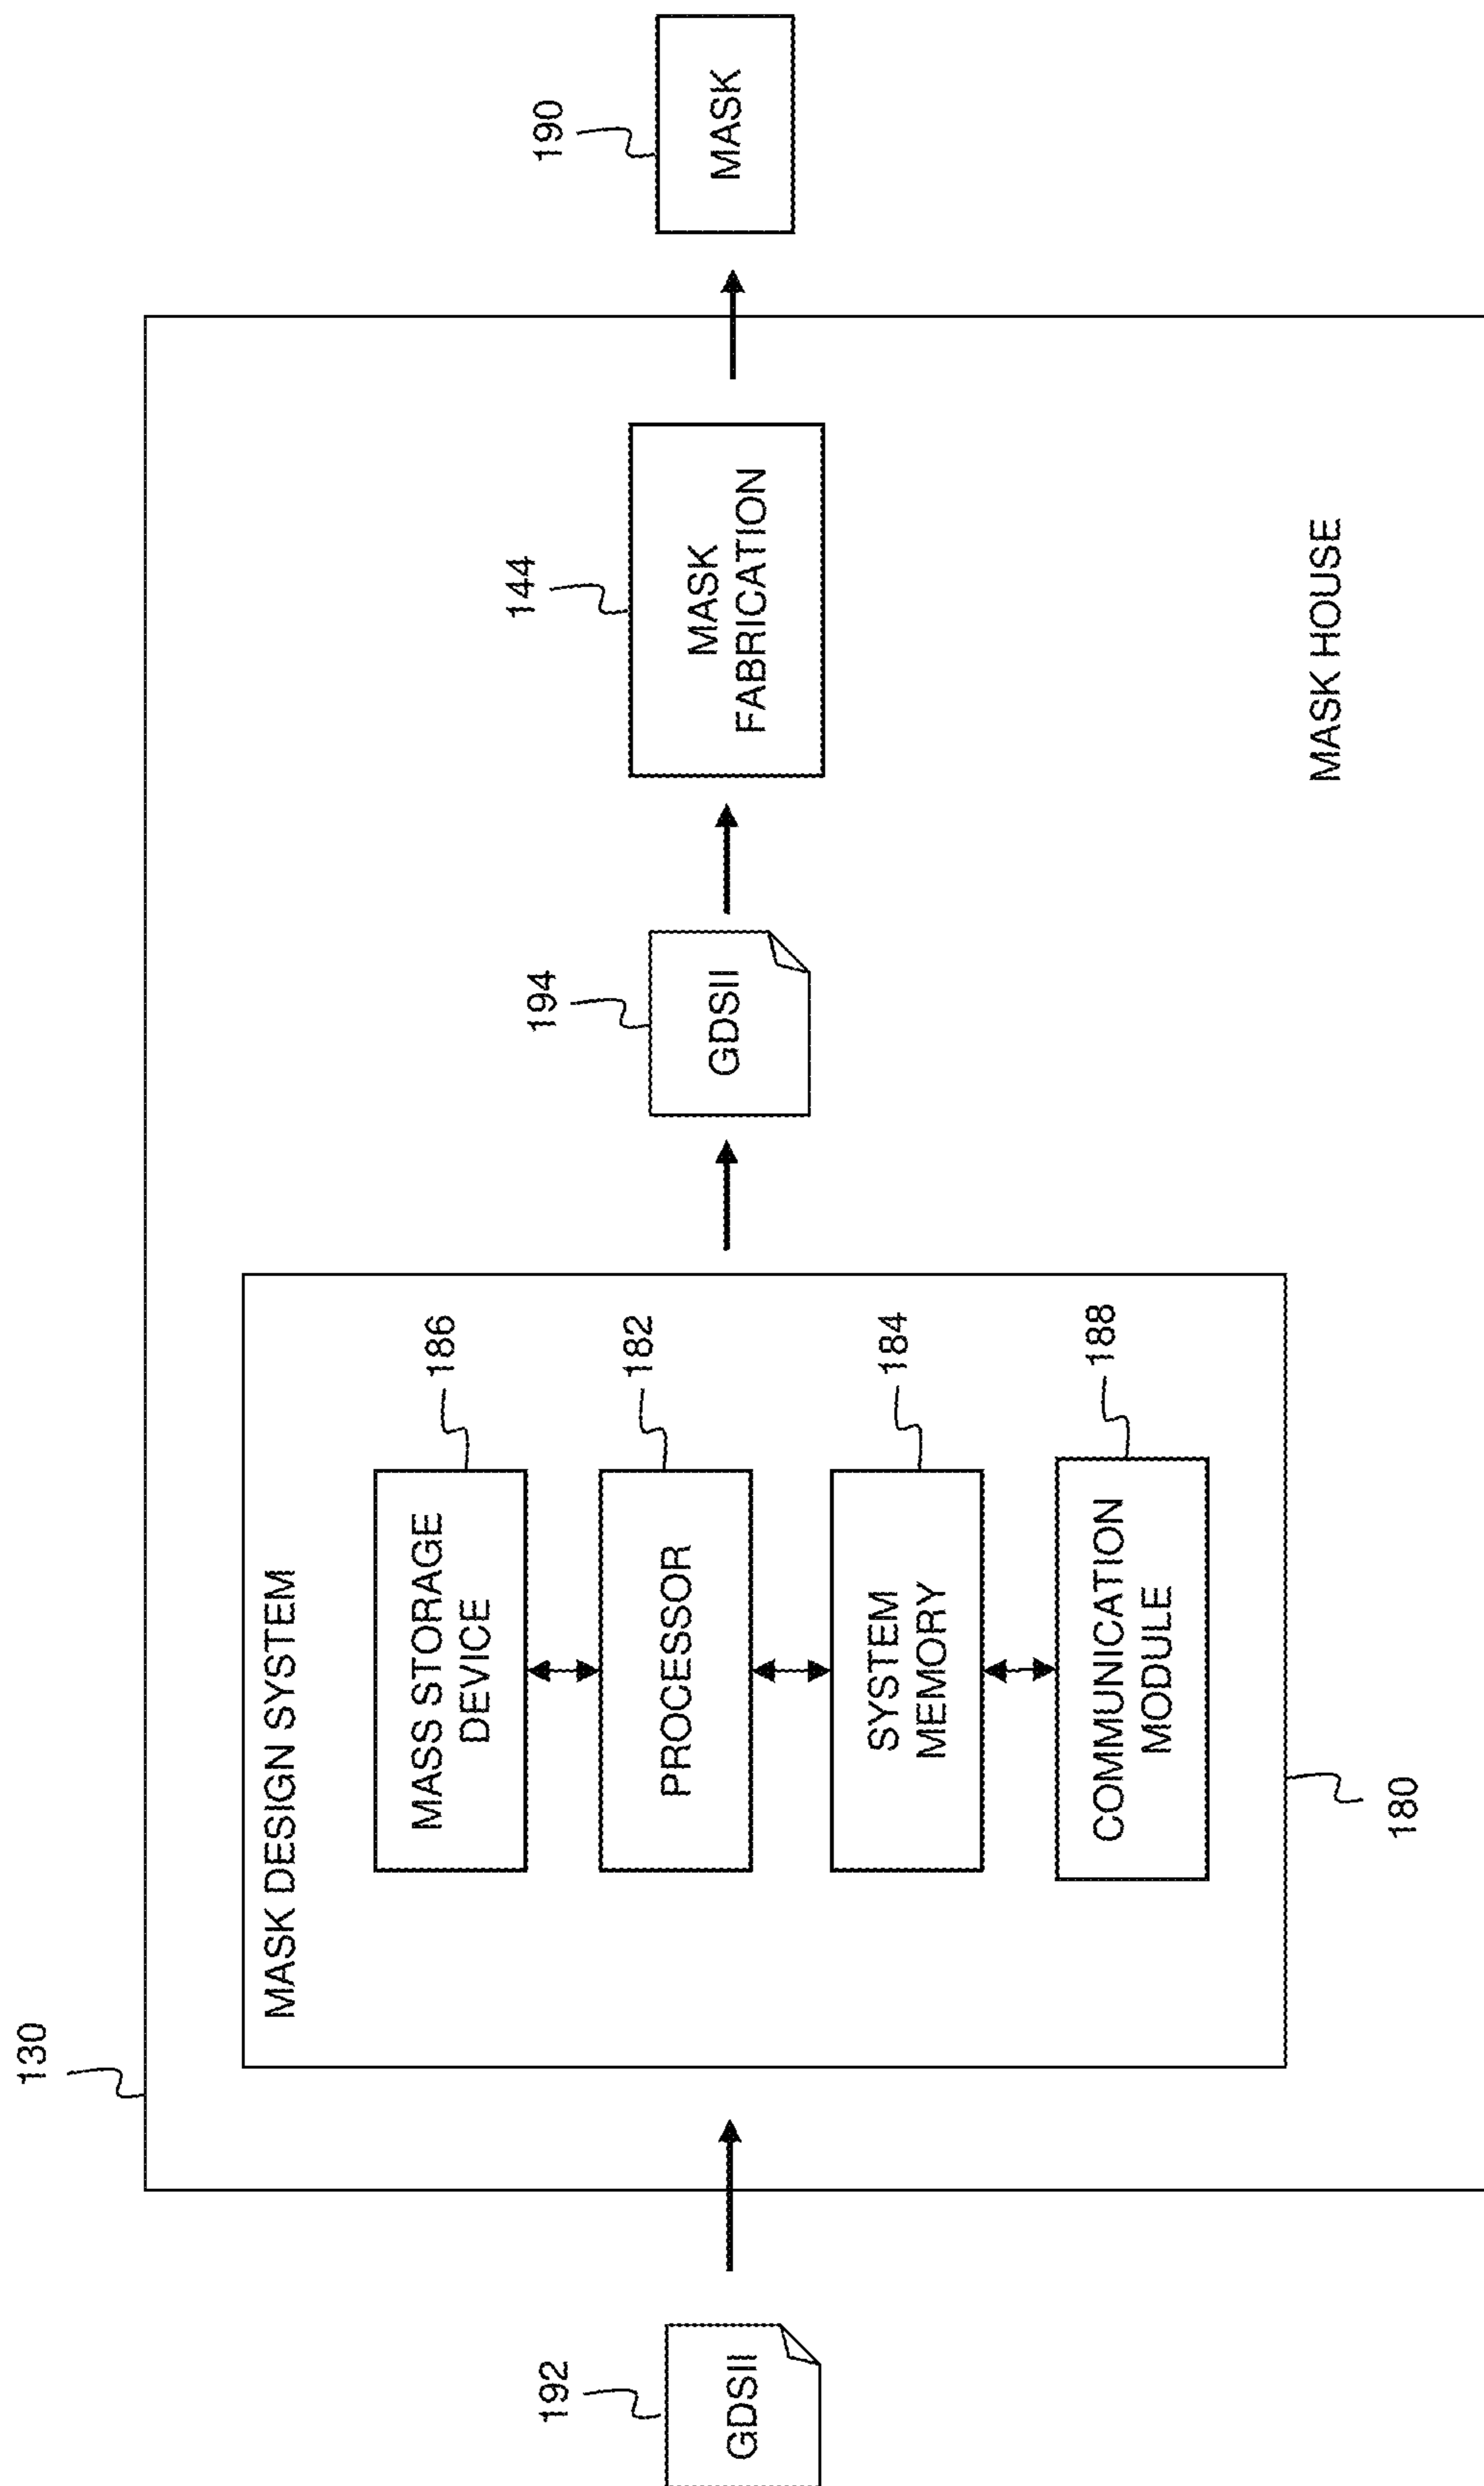 130
MASK DESIGN SYSTEM
186
MASS STORAGE
DEVICE
182
PROCESSOR
184
SYSTEM
MEMORY
188
COMMUNICATION
MODULE
180
192
GDSII
194
GDSII
144
MASK
FABRICATION
190
MASK
MASK HOUSE